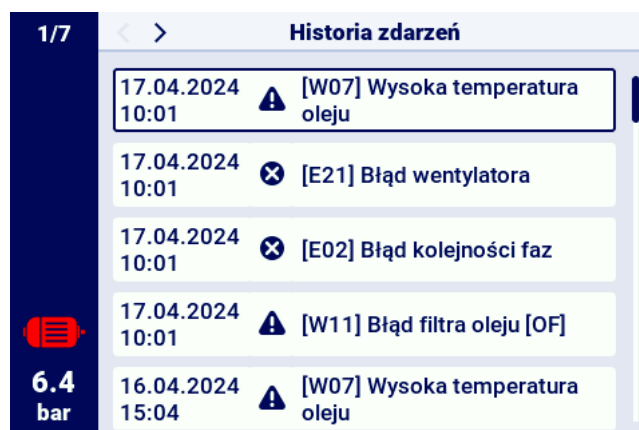 1/7
Historia zdarzeń
17.04.2024
10:01
[W07] Wysoka temperatura
oleju
17.04.2024
10:01
[E21] Błąd wentylatora
17.04.2024
10:01
[E02] Błąd kolejności faz
17.04.2024
10:01
[W11] Błąd filtra oleju [OF]
16.04.2024
15:04
[W07] Wysoka temperatura
oleju
6.4
bar